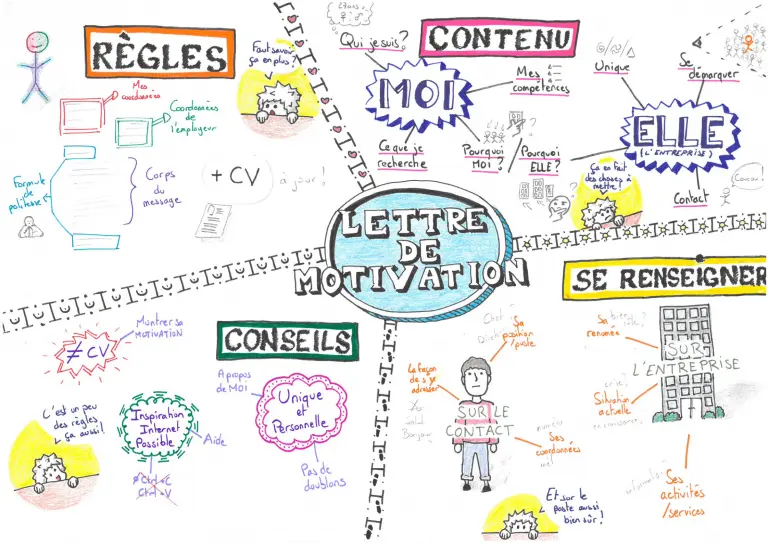 RÈGLES
Faut savoir
ça en plus !
Mes
coordonnées
Coordonnées
de
l'employeur
Formule
de
politesse
Corps
du
message
+ CV
à jour !
CONTENU
Qui je suis ?
MOI
Mes
compétences
Ce que je
recherche
Pourquoi
MOI ?
Pourquoi
ELLE ?
Unique
Se
démarquer
ELLE
(L'ENTREPRISE)
Contact
Ça en fait
des choses à
mettre !
LETTRE
DE
MOTIVATION
SE RENSEIGNER
Sa
position
/poste
La façon
de s'y
adresser
SUR LE
CONTACT
Ses
coordonnées
Et sur le
poste aussi
bien sûr !
Sa
renommée
SUR
L'ENTREPRISE
Situation
actuelle
Ses
activités
/services
CONSEILS
≠ CV
Montrer sa
MOTIVATION
C'est un peu
des règles
ça aussi !
Inspiration
Internet
Possible
Aide
≠ Ctrl+C
Ctrl+V
A propos
de MOI
Unique
et
Personnelle
Pas de
doublons